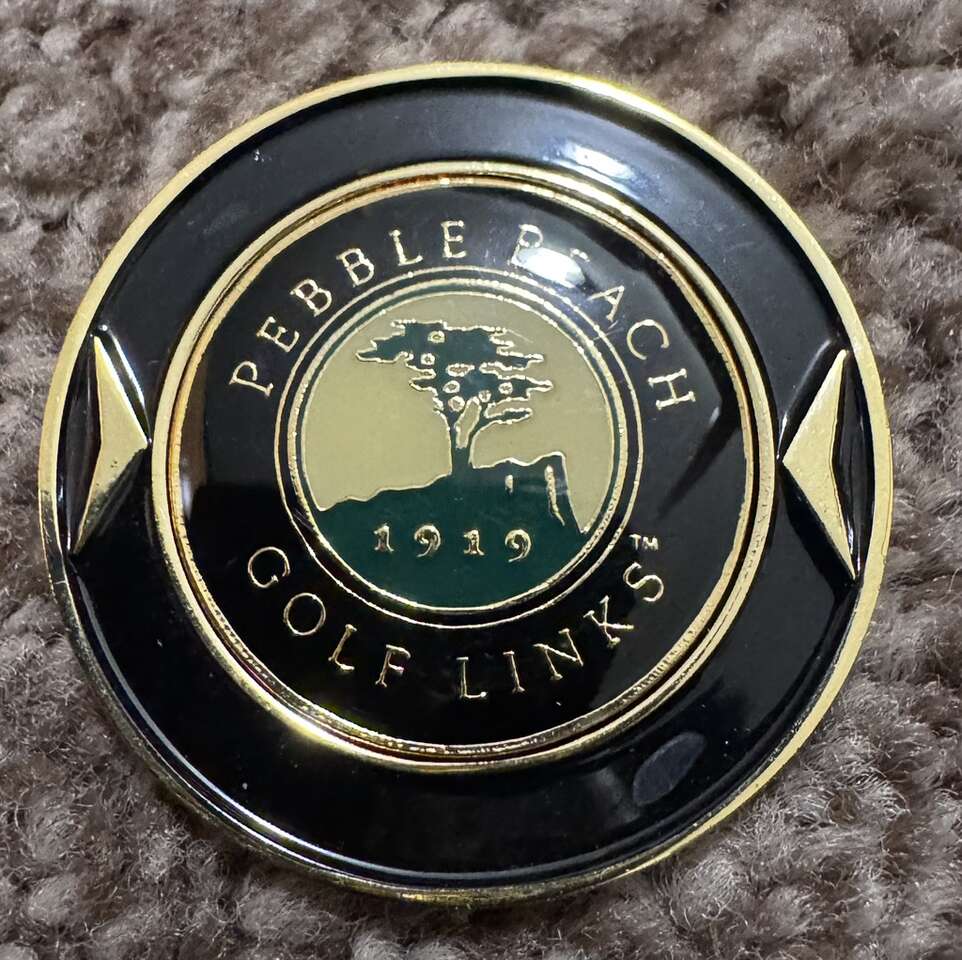 PEBBLE BEACH
1919
GOLF LINKS™